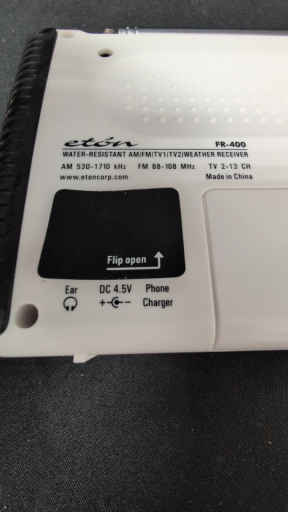 etón
FR-400
WATER-RESISTANT AM/FM/TV1/TV2/WEATHER RECEIVER
AM 530-1710 kHz FM 88-108 MHz TV 2-13 CH
www.etoncorp.com Made in China
Flip open
Ear DC 4.5V Phone
+ - Charger